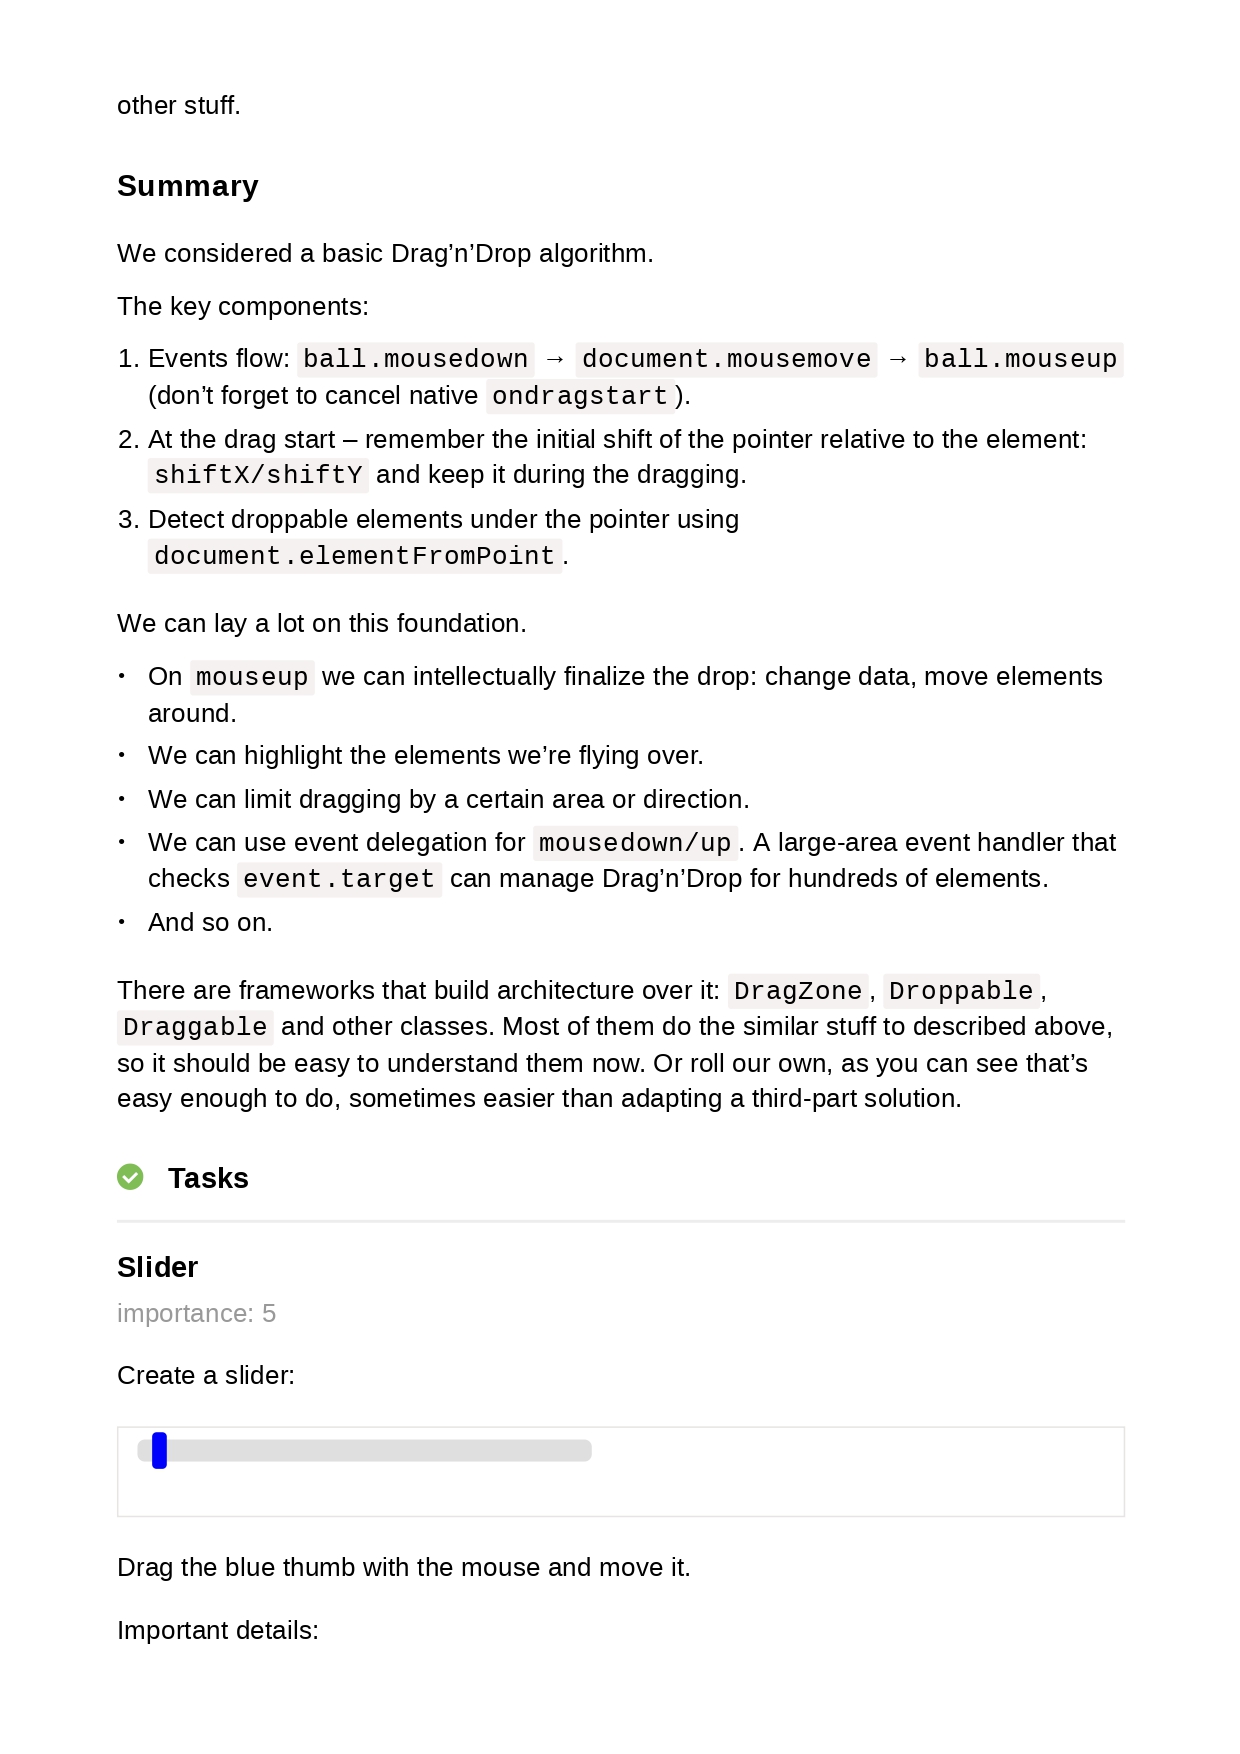 other stuff.
Summary
We considered a basic Drag’n’Drop algorithm.
The key components:
1. Events flow: ball.mousedown → document.mousemove → ball.mouseup
(don’t forget to cancel native ondragstart).
2. At the drag start – remember the initial shift of the pointer relative to the element:
shiftX/shiftY and keep it during the dragging.
3. Detect droppable elements under the pointer using
document.elementFromPoint.
We can lay a lot on this foundation.
• On mouseup we can intellectually finalize the drop: change data, move elements
around.
• We can highlight the elements we’re flying over.
• We can limit dragging by a certain area or direction.
• We can use event delegation for mousedown/up. A large-area event handler that
checks event.target can manage Drag’n’Drop for hundreds of elements.
• And so on.
There are frameworks that build architecture over it: DragZone, Droppable,
Draggable and other classes. Most of them do the similar stuff to described above,
so it should be easy to understand them now. Or roll our own, as you can see that’s
easy enough to do, sometimes easier than adapting a third-part solution.
Tasks
Slider
importance: 5
Create a slider:
Drag the blue thumb with the mouse and move it.
Important details: